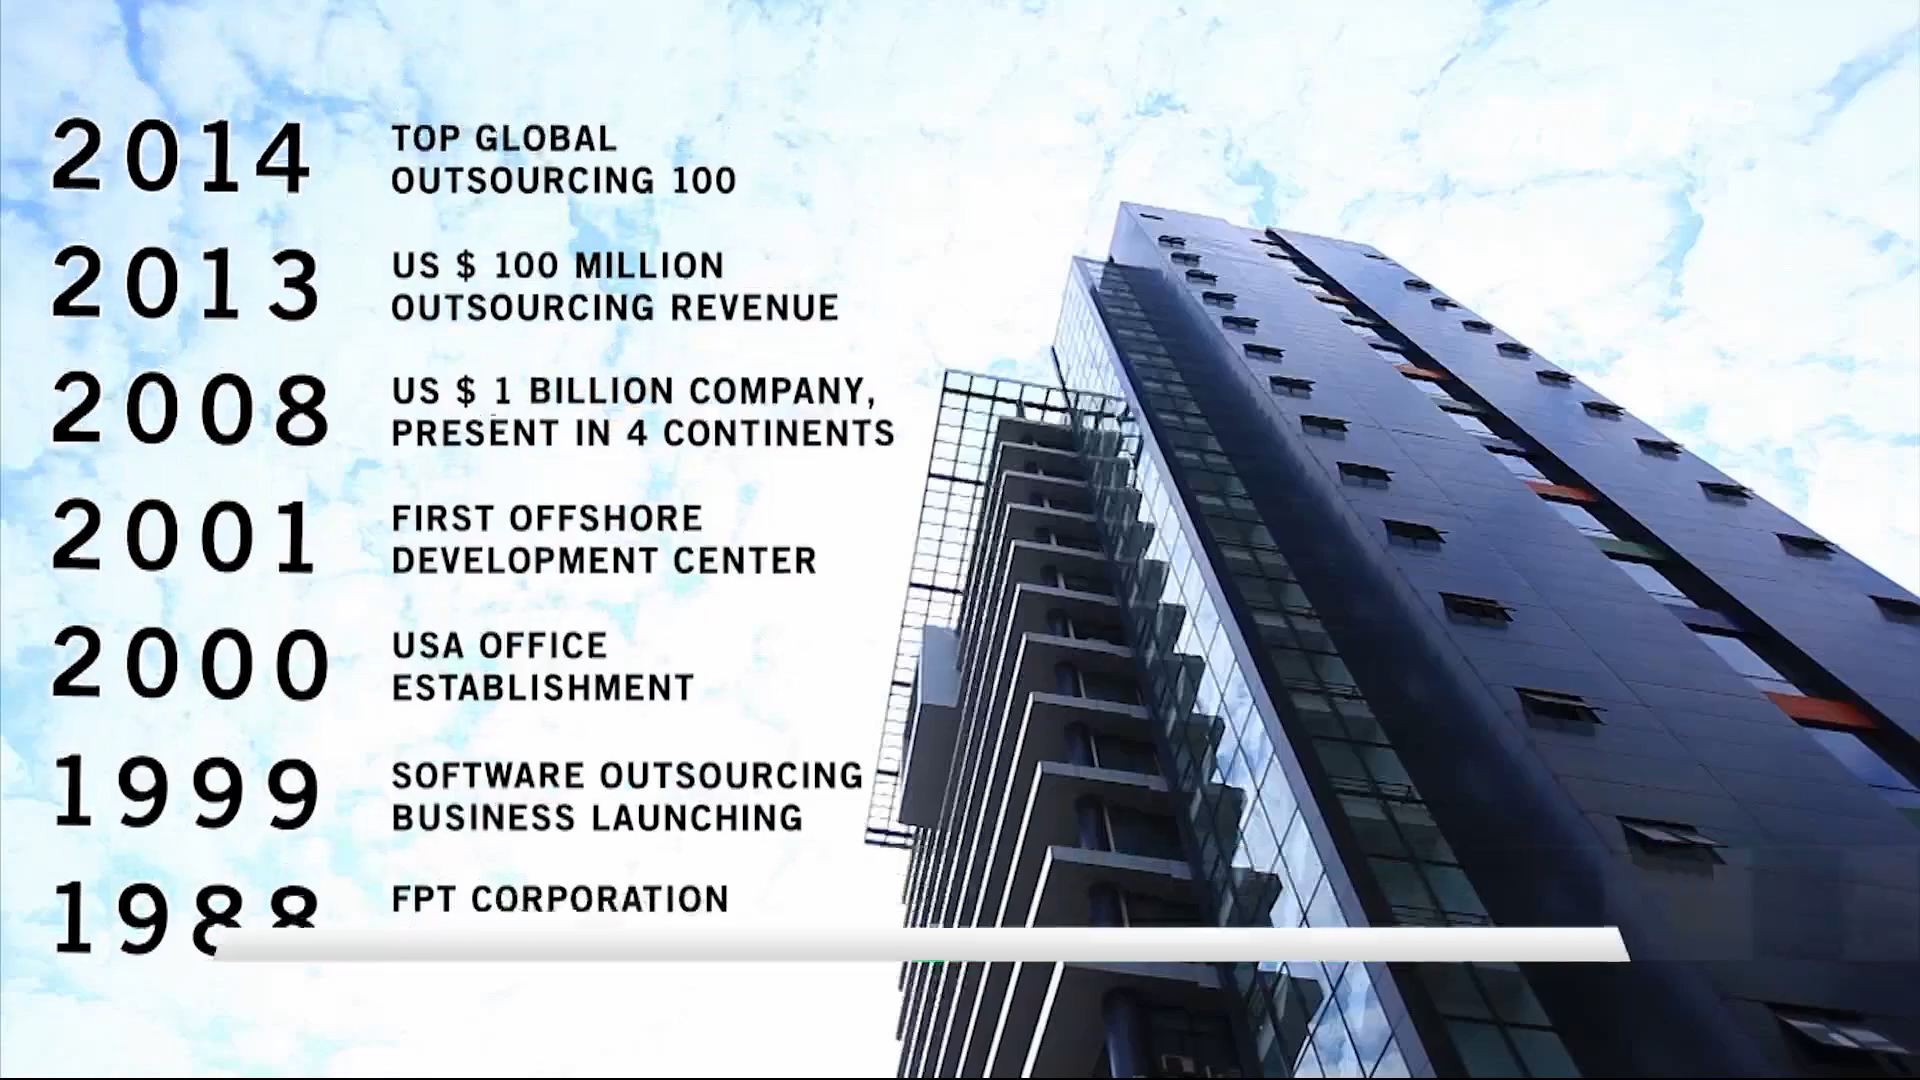 2014
TOP GLOBAL
OUTSOURCING 100
2013
US $ 100 MILLION
OUTSOURCING REVENUE
2008
US $ 1 BILLION COMPANY,
PRESENT IN 4 CONTINENTS
2001
FIRST OFFSHORE
DEVELOPMENT CENTER
2000
USA OFFICE
ESTABLISHMENT
1999
SOFTWARE OUTSOURCING
BUSINESS LAUNCHING
1988
FPT CORPORATION